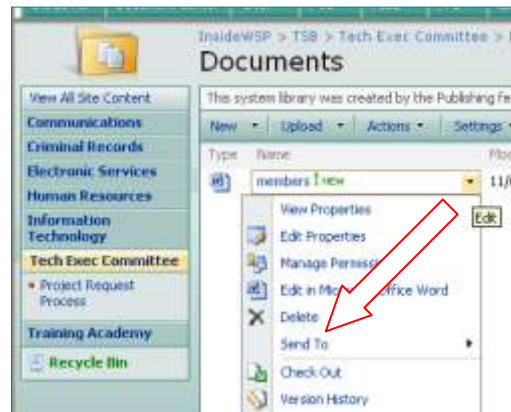 InsideWSP > TSB > Tech Exec Committee >
Documents
View All Site Content
This system library was created by the Publishing fe
Communications
New Upload Actions Settings
Criminal Records
Type Name
Electronic Services
members ! NEW
11/
Human Resources
View Properties
Edit
Information
Technology
Edit Properties
Tech Exec Committee
Manage Permissi
Project Request
Process
Edit in Mic Office Word
Delete
Training Academy
Send To
Recycle Bin
Check Out
Version History